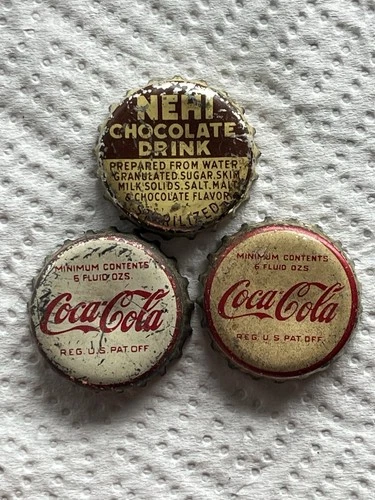 NEHI
CHOCOLATE
DRINK
PREPARED FROM WATER
GRANULATED SUGAR, SKIM
MILK SOLIDS, SALT, MALT
& CHOCOLATE FLAVOR
STERILIZED
MINIMUM CONTENTS
6 FLUID OZS.
Coca-Cola
REG. U.S. PAT. OFF.
MINIMUM CONTENTS
6 FLUID OZS.
Coca-Cola
REG. U.S. PAT. OFF.